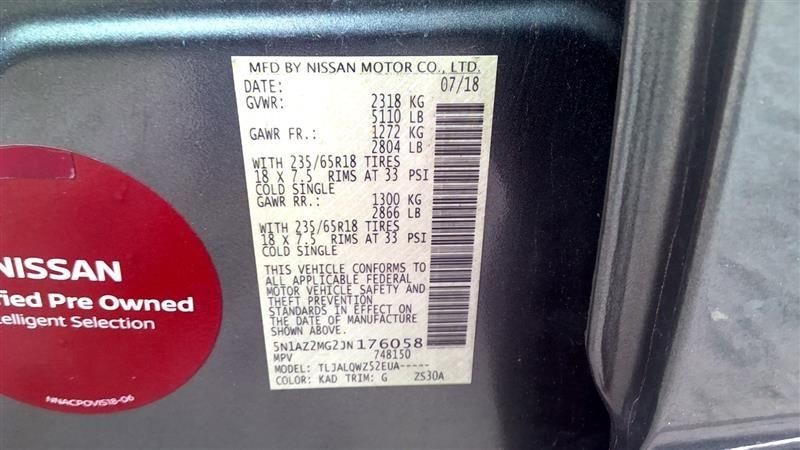 MFD BY NISSAN MOTOR CO., LTD.
DATE: 07/18
GVWR: 2318 KG
5110 LB
GAWR FR.: 1272 KG
2804 LB
WITH 235/65R18 TIRES
18 X 7.5 RIMS AT 33 PSI
COLD SINGLE
GAWR RR.: 1300 KG
2866 LB
WITH 235/65R18 TIRES
18 X 7.5 RIMS AT 33 PSI
COLD SINGLE
THIS VEHICLE CONFORMS TO
ALL APPLICABLE FEDERAL
MOTOR VEHICLE SAFETY AND
THEFT PREVENTION
STANDARDS IN EFFECT ON
THE DATE OF MANUFACTURE
SHOWN ABOVE.
5N1AZ2MG2JN176058
MPV 748150
MODEL: TLJALQWZ52EUA-----
COLOR: KAD TRIM: G ZS30A
NISSAN
fied Pre Owned
elligent Selection
NNACPOVIS18-06